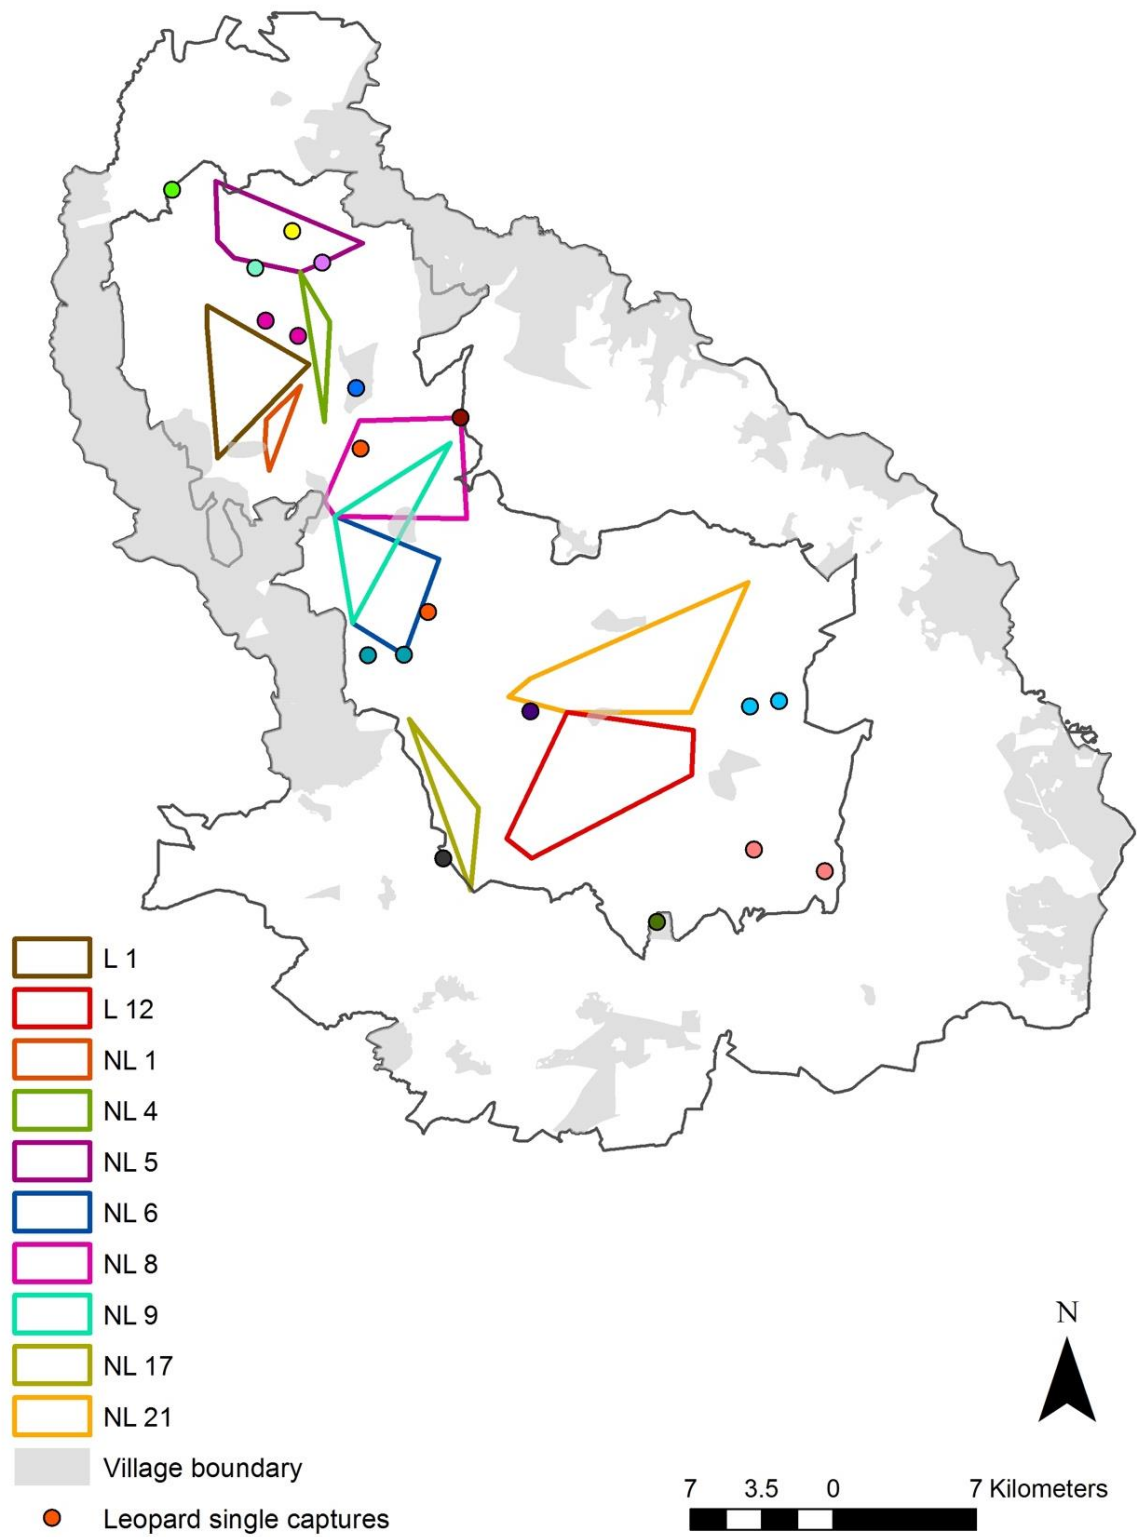 L 1
L 12
NL 1
NL 4
NL 5
NL 6
NL 8
NL 9
NL 17
NL 21
Village boundary
Leopard single captures
N
7 3.5 0 7 Kilometers